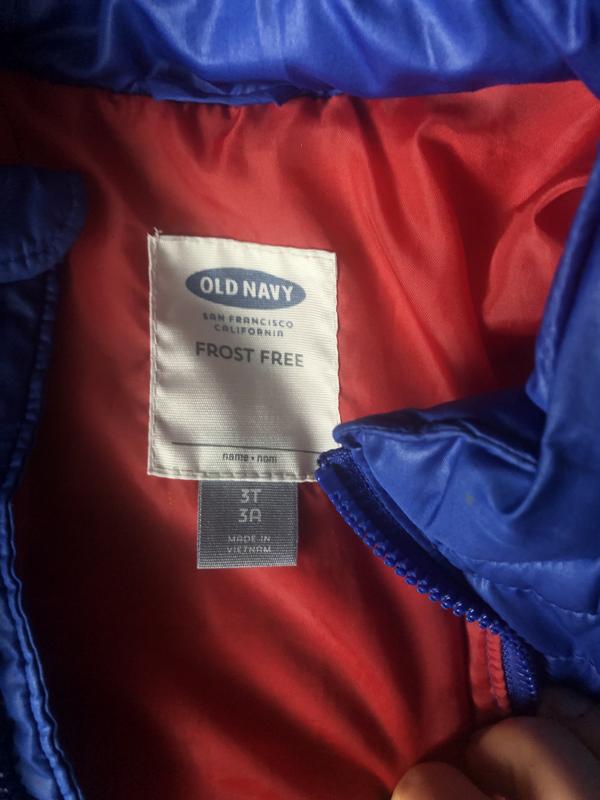 OLD NAVY
SAN FRANCISCO
CALIFORNIA
FROST FREE
name • nom
3T
3A
MADE IN
VIETNAM